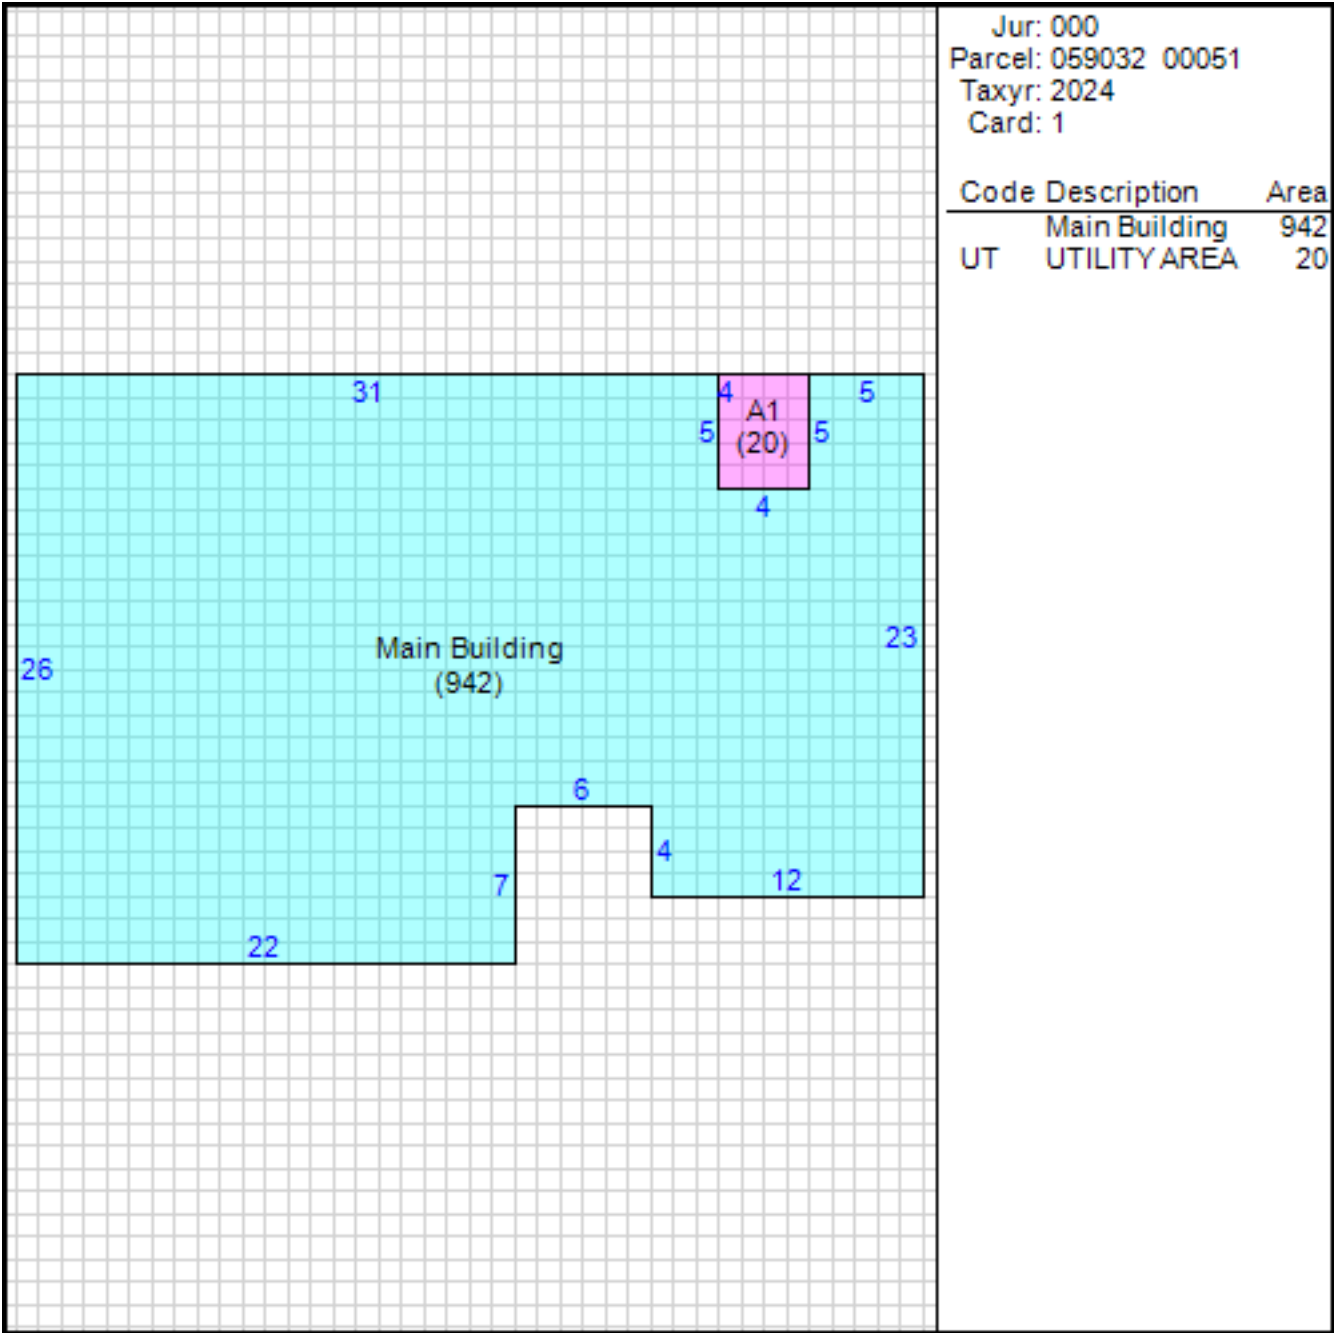 Jur: 000
Parcel: 059032 00051
Taxyr: 2024
Card: 1
Code Description Area
Main Building 942
UT UTILITY AREA 20
31
4
5
A1
5
5
(20)
4
Main Building
23
26
(942)
6
4
7
12
22